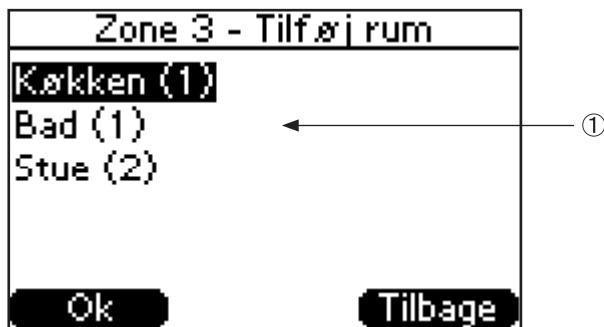 Zone 3 - Tilføj rum
Køkken (1)
Bad (1)
①
Stue (2)
Ok Tilbage